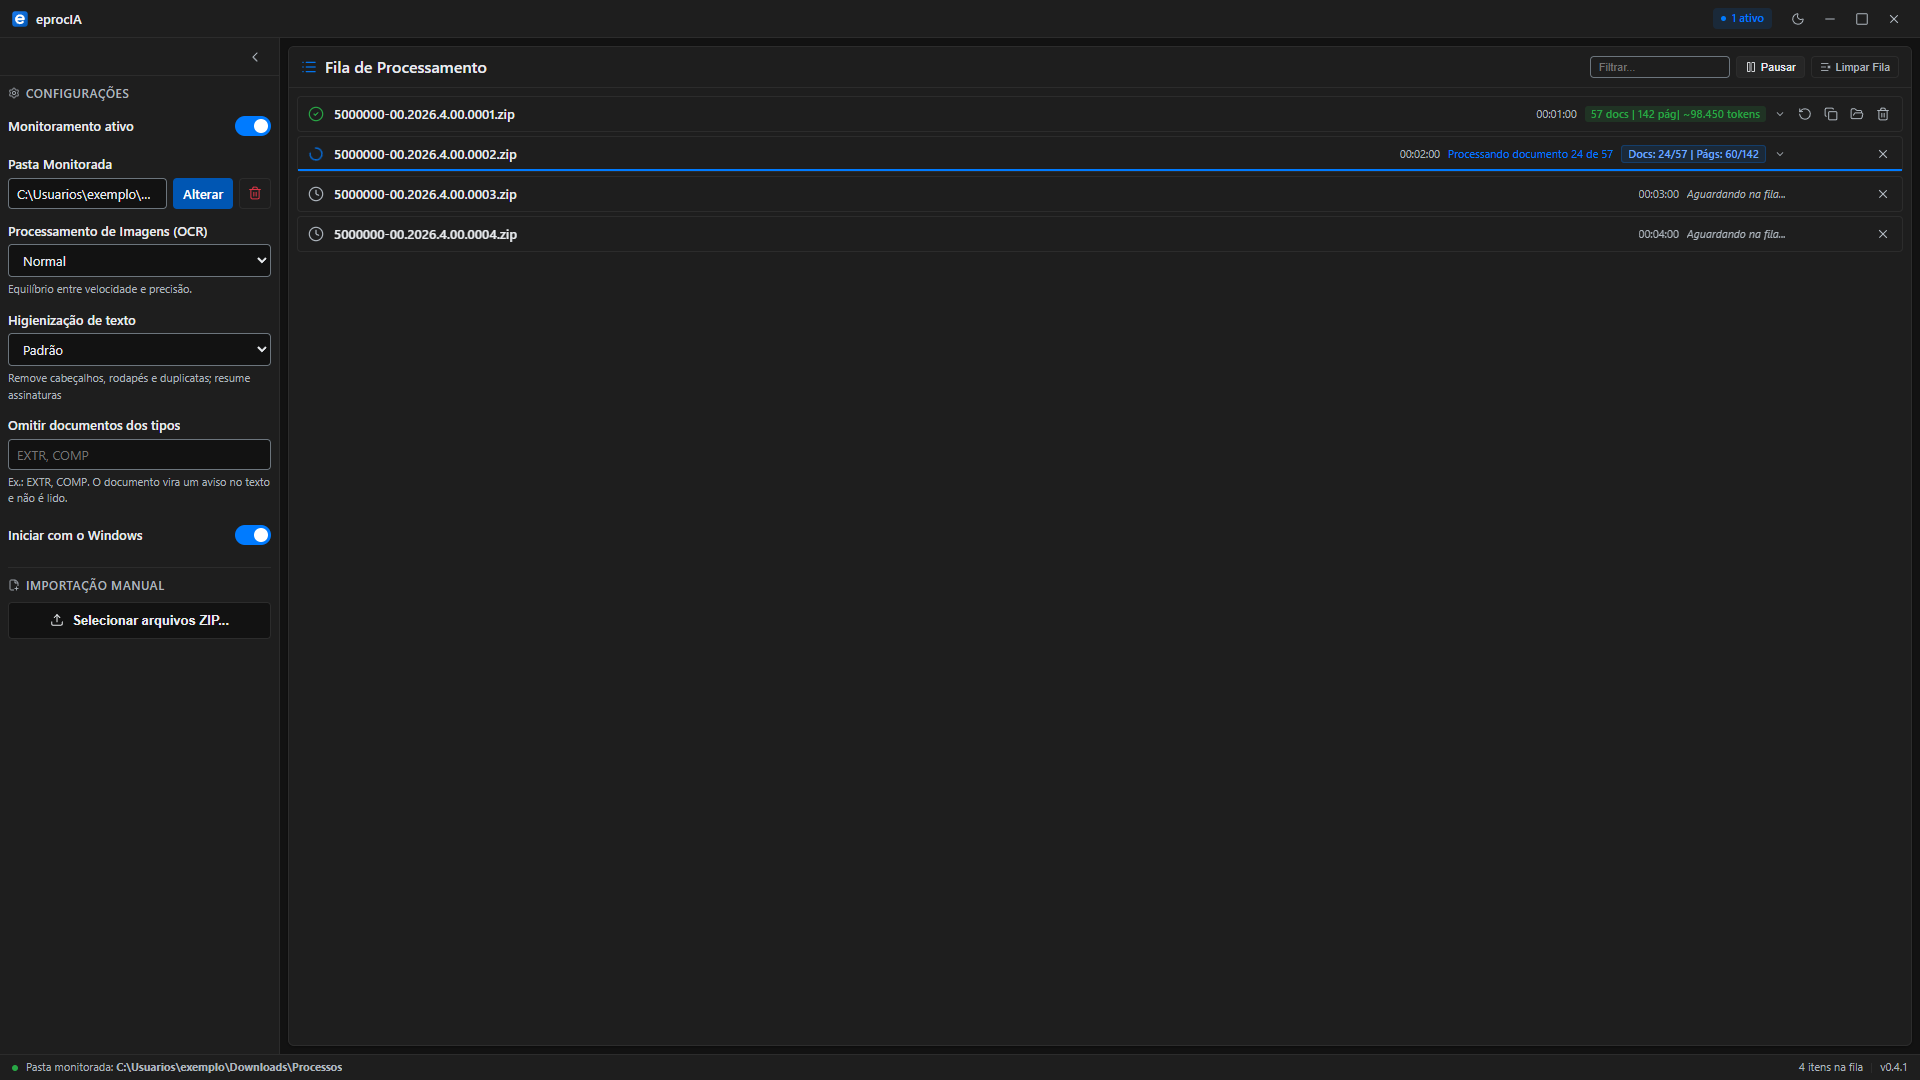 eprocIA
1 ativo
CONFIGURAÇÕES
Monitoramento ativo
Pasta Monitorada
C:\Usuarios\exemplo\...
Alterar
Processamento de Imagens (OCR)
Normal
Equilíbrio entre velocidade e precisão.
Higienização de texto
Padrão
Remove cabeçalhos, rodapés e duplicatas; resume
assinaturas
Omitir documentos dos tipos
EXTR, COMP
Ex.: EXTR, COMP. O documento vira um aviso no texto
e não é lido.
Iniciar com o Windows
IMPORTAÇÃO MANUAL
Selecionar arquivos ZIP...
Fila de Processamento
Filtrar...
Pausar
Limpar Fila
5000000-00.2026.4.00.0001.zip 00:01:00 57 docs | 142 pág| ~98.450 tokens
5000000-00.2026.4.00.0002.zip 00:02:00 Processando documento 24 de 57 Docs: 24/57 | Págs: 60/142
5000000-00.2026.4.00.0003.zip 00:03:00 Aguardando na fila...
5000000-00.2026.4.00.0004.zip 00:04:00 Aguardando na fila...
Pasta monitorada: C:\Usuarios\exemplo\Downloads\Processos
4 itens na fila
v0.4.1